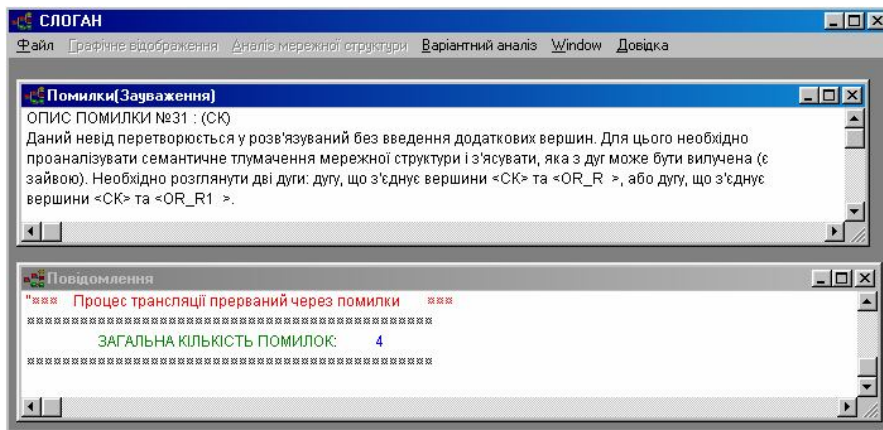 СЛОГАН
Файл Графічне відображення Аналіз мережної структури Варіантний аналіз Window Довідка
Помилки(Зауваження)
ОПИС ПОМИЛКИ №31 : (СК)
Даний невід перетворюється у розв'язуваний без введення додаткових вершин. Для цього необхідно
проаналізувати семантичне тлумачення мережної структури і з'ясувати, яка з дуг може бути вилучена (є
зайвою). Необхідно розглянути дві дуги: дугу, що з'єднує вершини <СК> та <OR_R >, або дугу, що з'єднує
вершини <СК> та <OR_R1 >.
Повідомлення
"¤¤¤ Процес трансляції прерваний через помилки ¤¤¤
¤¤¤¤¤¤¤¤¤¤¤¤¤¤¤¤¤¤¤¤¤¤¤¤¤¤¤¤¤¤¤¤¤¤¤¤¤¤¤¤¤¤¤¤¤
ЗАГАЛЬНА КІЛЬКІСТЬ ПОМИЛОК: 4
¤¤¤¤¤¤¤¤¤¤¤¤¤¤¤¤¤¤¤¤¤¤¤¤¤¤¤¤¤¤¤¤¤¤¤¤¤¤¤¤¤¤¤¤¤